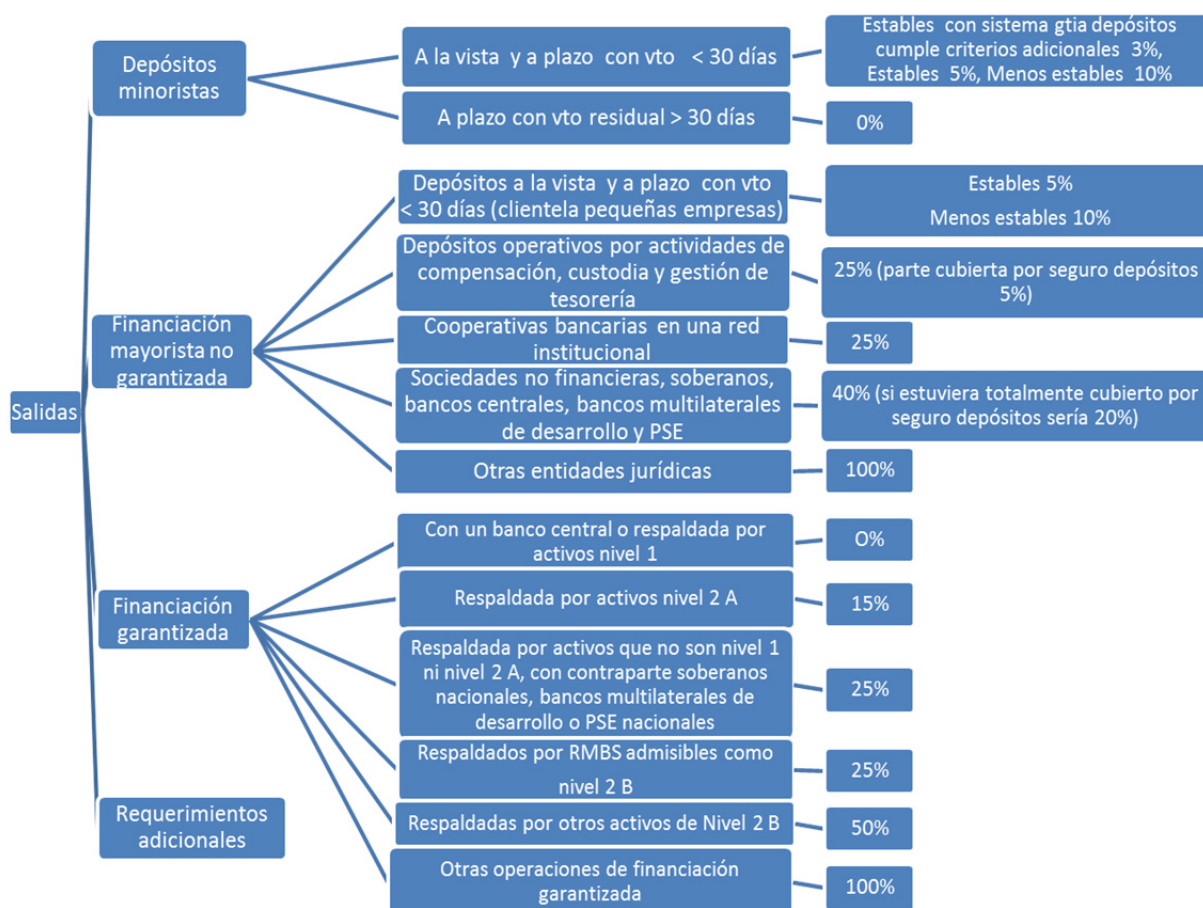 Salidas
Depósitos
minoristas
A la vista y a plazo con vto < 30 días
Estables con sistema gtia depósitos
cumple criterios adicionales 3%,
Estables 5%, Menos estables 10%
A plazo con vto residual > 30 días
0%
Financiación
mayorista no
garantizada
Depósitos a la vista y a plazo con vto
< 30 días (clientela pequeñas empresas)
Estables 5%
Menos estables 10%
Depósitos operativos por actividades de
compensación, custodia y gestión de
tesorería
25% (parte cubierta por seguro depósitos
5%)
Cooperativas bancarias en una red
institucional
25%
Sociedades no financieras, soberanos,
bancos centrales, bancos multilaterales
de desarrollo y PSE
40% (si estuviera totalmente cubierto por
seguro depósitos sería 20%)
Otras entidades jurídicas
100%
Financiación
garantizada
Con un banco central o respaldada por
activos nivel 1
O%
Respaldada por activos nivel 2 A
15%
Respaldada por activos que no son nivel 1
ni nivel 2 A, con contraparte soberanos
nacionales, bancos multilaterales de
desarrollo o PSE nacionales
25%
Respaldados por RMBS admisibles como
nivel 2 B
25%
Respaldadas por otros activos de Nivel 2 B
50%
Otras operaciones de financiación
garantizada
100%
Requerimientos
adicionales